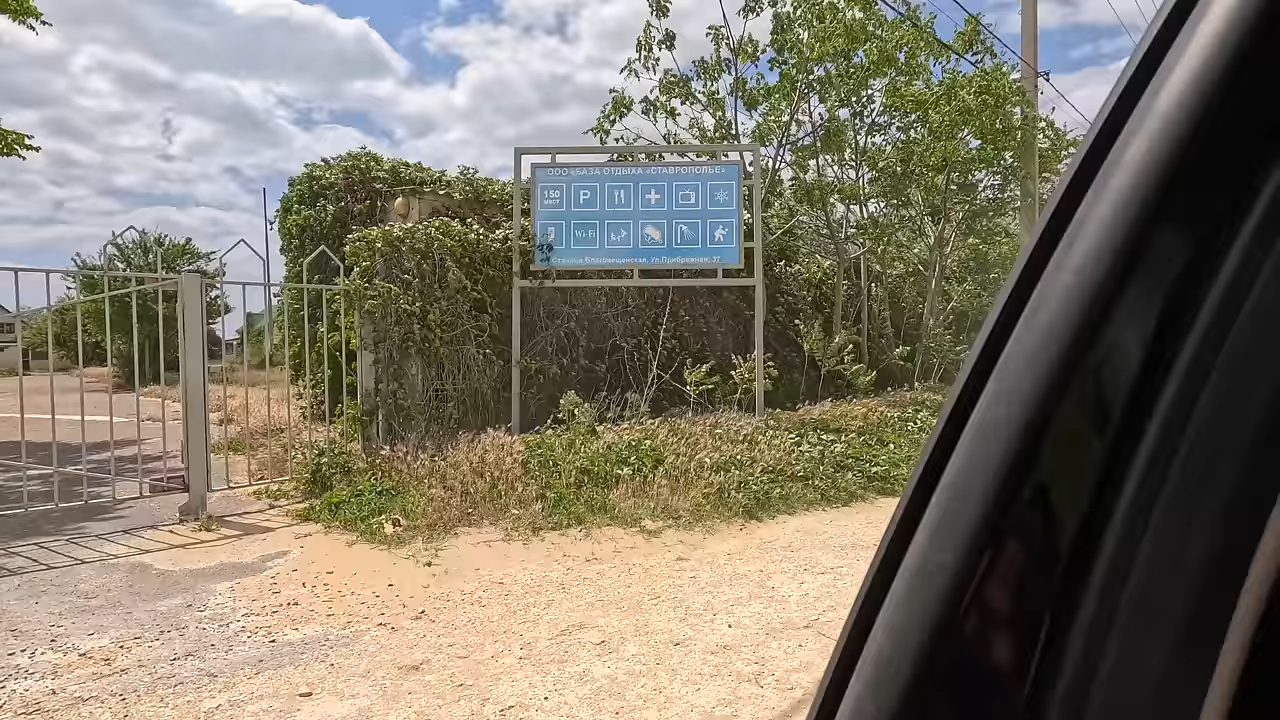 ООО «БАЗА ОТДЫХА «СТАВРОПОЛЬЕ»
150
мест
P
Wi-Fi
Станица Благовещенская, Ул.Прибрежная, 37